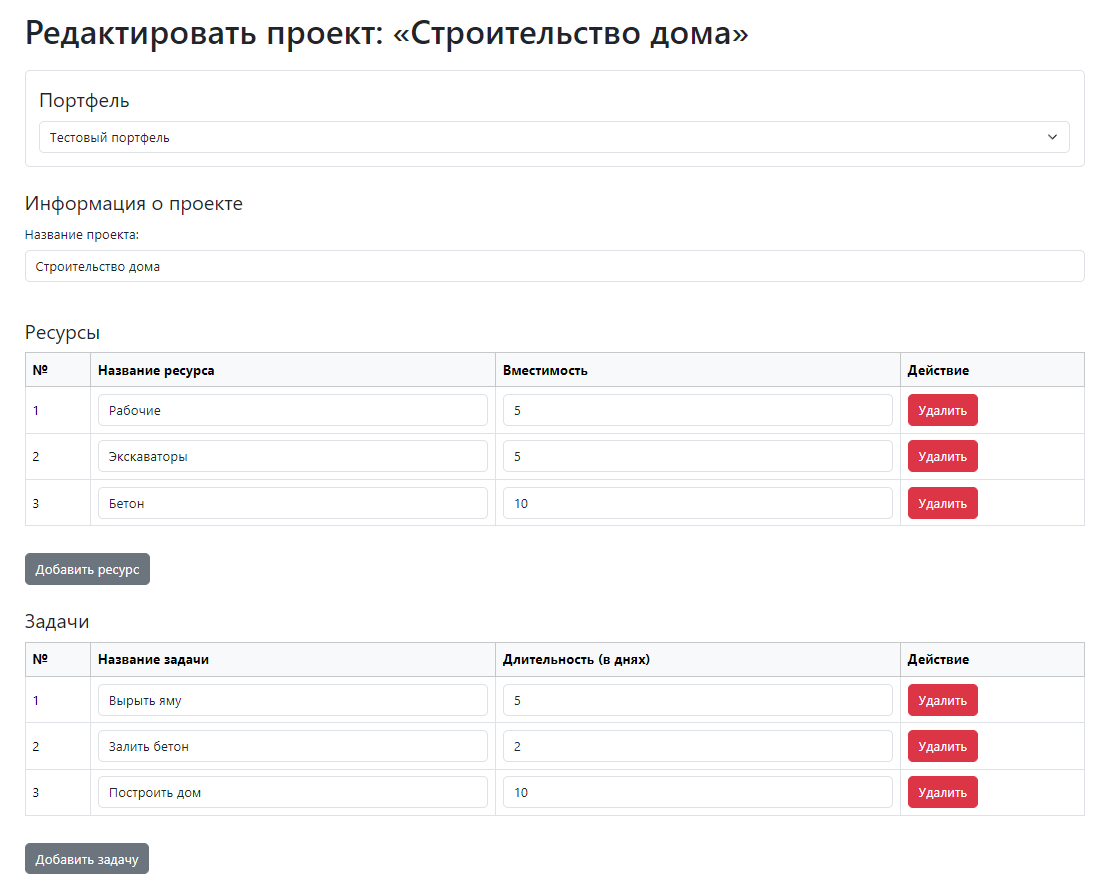 Редактировать проект: «Строительство дома»
Портфель
Тестовый портфель
Информация о проекте
Название проекта:
Строительство дома
Ресурсы
№ Название ресурса Вместимость Действие
1 Рабочие 5 Удалить
2 Экскаваторы 5 Удалить
3 Бетон 10 Удалить
Добавить ресурс
Задачи
№ Название задачи Длительность (в днях) Действие
1 Вырыть яму 5 Удалить
2 Залить бетон 2 Удалить
3 Построить дом 10 Удалить
Добавить задачу